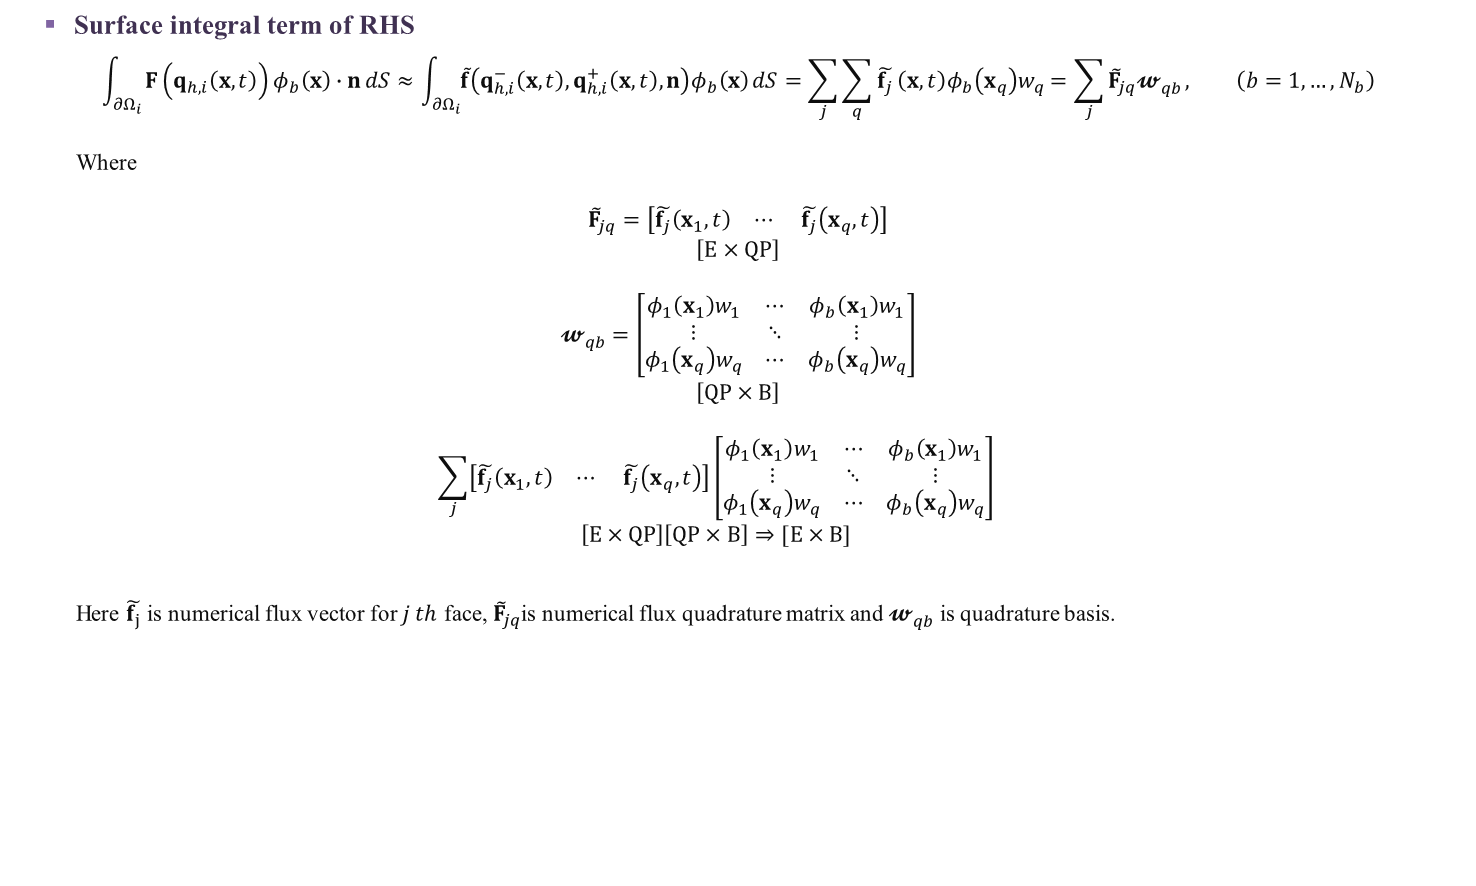 ▪ Surface integral term of RHS
∫_{∂Ω_i} 𝐅(𝐪_{h,i}(𝐱,t)) ϕ_b(𝐱) · 𝐧 dS ≈ ∫_{∂Ω_i} 𝐟̃(𝐪⁻_{h,i}(𝐱,t), 𝐪⁺_{h,i}(𝐱,t), 𝐧) ϕ_b(𝐱) dS = ∑_j ∑_q 𝐟̃_j (𝐱,t) ϕ_b(𝐱_q) w_q = ∑_j 𝐅̃_{jq} 𝔀_{qb} , (b = 1, … , N_b)
Where
𝐅̃_{jq} = [𝐟̃_j(𝐱_1,t) ⋯ 𝐟̃_j(𝐱_q,t)]
[E × QP]
𝔀_{qb} = [ϕ_1(𝐱_1)w_1 ⋯ ϕ_b(𝐱_1)w_1
⋮ ⋱ ⋮
ϕ_1(𝐱_q)w_q ⋯ ϕ_b(𝐱_q)w_q]
[QP × B]
∑_j [𝐟̃_j(𝐱_1,t) ⋯ 𝐟̃_j(𝐱_q,t)] [ϕ_1(𝐱_1)w_1 ⋯ ϕ_b(𝐱_1)w_1
⋮ ⋱ ⋮
ϕ_1(𝐱_q)w_q ⋯ ϕ_b(𝐱_q)w_q]
[E × QP][QP × B] ⇒ [E × B]
Here 𝐟̃_j is numerical flux vector for j th face, 𝐅̃_{jq} is numerical flux quadrature matrix and 𝔀_{qb} is quadrature basis.